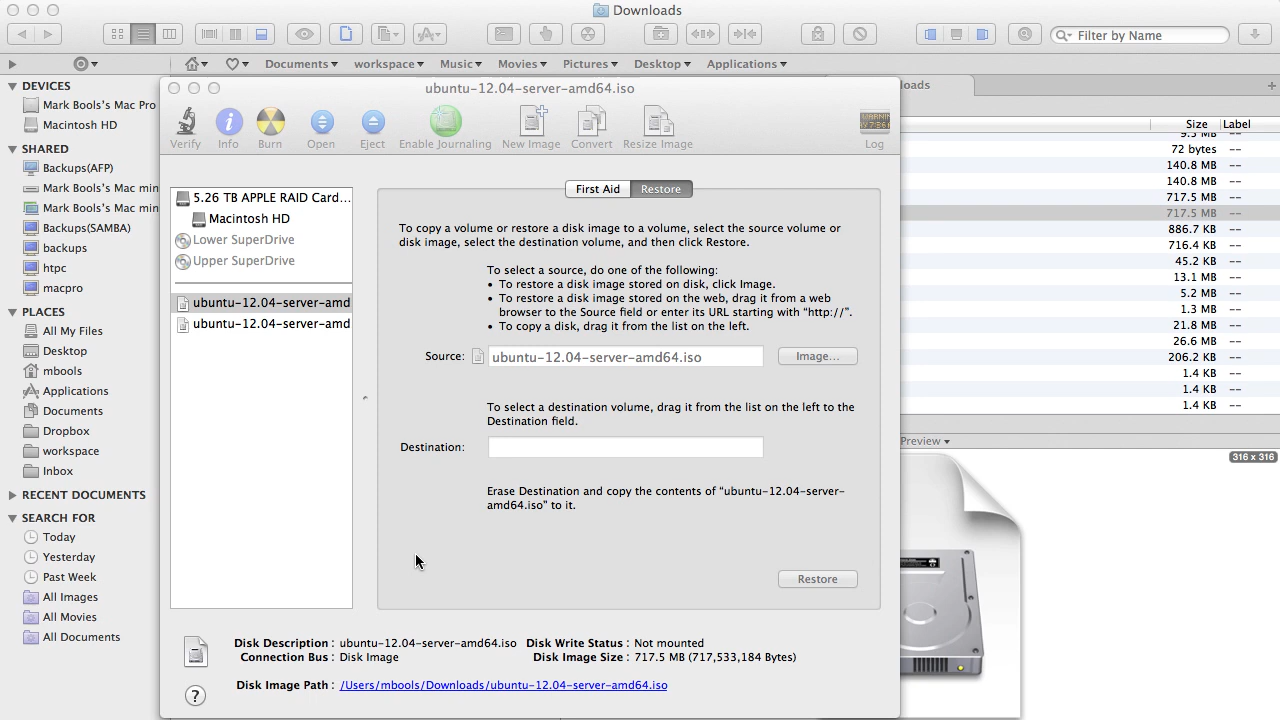 Downloads
Filter by Name
Documents
workspace
Music
Movies
Pictures
Desktop
Applications
DEVICES
Mark Bools's Mac Pro
Macintosh HD
SHARED
Backups(AFP)
Mark Bools's Mac min
Mark Bools's Mac min
Backups(SAMBA)
backups
htpc
macpro
PLACES
All My Files
Desktop
mbools
Applications
Documents
Dropbox
workspace
Inbox
RECENT DOCUMENTS
SEARCH FOR
Today
Yesterday
Past Week
All Images
All Movies
All Documents
ubuntu-12.04-server-amd64.iso
Verify
Info
Burn
Open
Eject
Enable Journaling
New Image
Convert
Resize Image
Log
5.26 TB APPLE RAID Card...
Macintosh HD
Lower SuperDrive
Upper SuperDrive
ubuntu-12.04-server-amd
ubuntu-12.04-server-amd
First Aid
Restore
To copy a volume or restore a disk image to a volume, select the source volume or
disk image, select the destination volume, and then click Restore.
To select a source, do one of the following:
• To restore a disk image stored on disk, click Image.
• To restore a disk image stored on the web, drag it from a web
browser to the Source field or enter its URL starting with “http://”.
• To copy a disk, drag it from the list on the left.
Source: ubuntu-12.04-server-amd64.iso
Image...
To select a destination volume, drag it from the list on the left to the
Destination field.
Destination:
Erase Destination and copy the contents of “ubuntu-12.04-server-
amd64.iso” to it.
Restore
Disk Description : ubuntu-12.04-server-amd64.iso
Connection Bus : Disk Image
Disk Write Status : Not mounted
Disk Image Size : 717.5 MB (717,533,184 Bytes)
Disk Image Path : /Users/mbools/Downloads/ubuntu-12.04-server-amd64.iso
?
loads
Size Label
9.3 MB --
72 bytes --
140.8 MB --
140.8 MB --
717.5 MB --
717.5 MB --
886.7 KB --
716.4 KB --
45.2 KB --
13.1 MB --
5.2 MB --
1.3 MB --
21.8 MB --
26.6 MB --
206.2 KB --
1.4 KB --
1.4 KB --
1.4 KB --
Preview
316 x 316